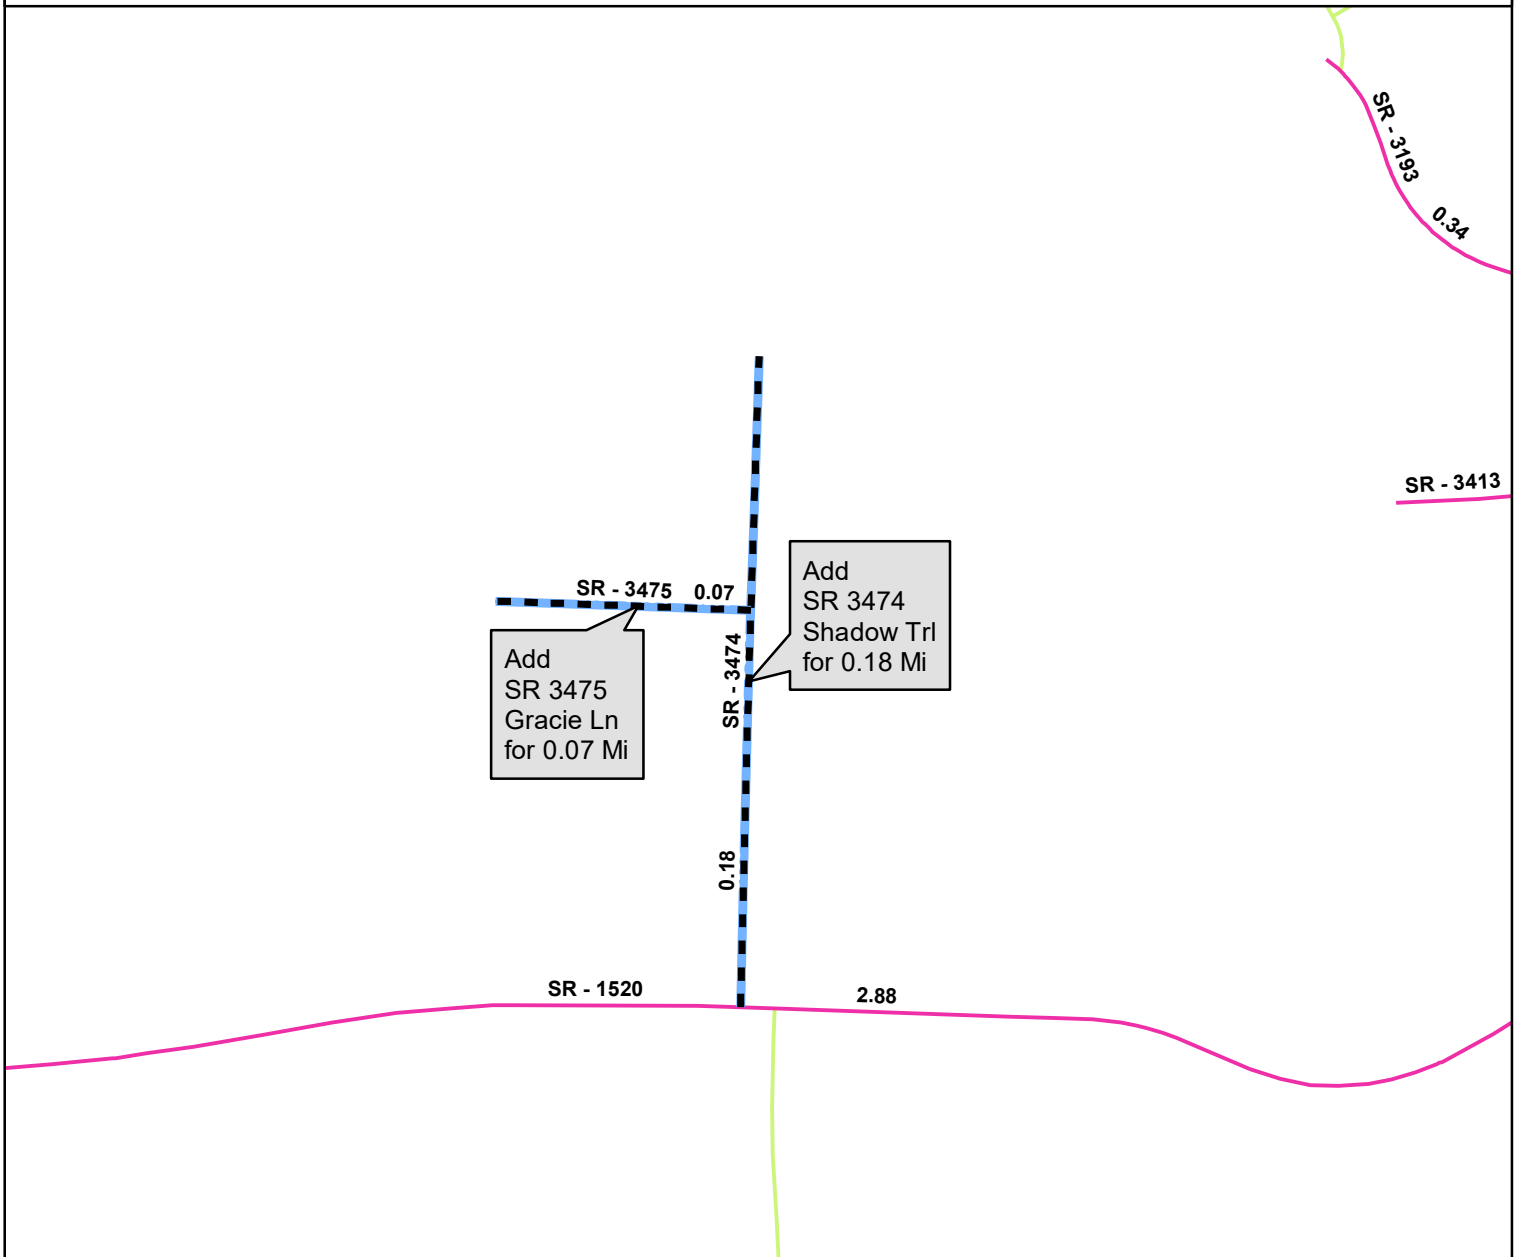 SR - 3193
0.34
SR - 3413
SR - 3475
0.07
Add
SR 3474
Shadow Trl
for 0.18 Mi
Add
SR 3475
Gracie Ln
for 0.07 Mi
SR - 3474
0.18
SR - 1520
2.88